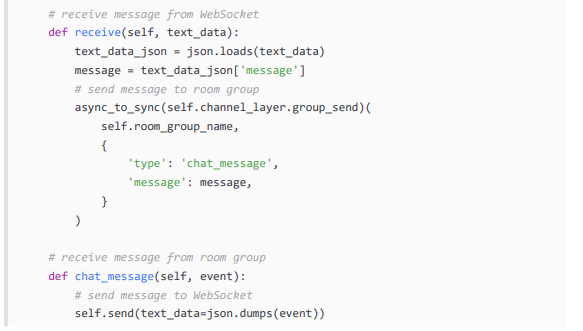 # receive message from WebSocket
def receive(self, text_data):
    text_data_json = json.loads(text_data)
    message = text_data_json['message']
    # send message to room group
    async_to_sync(self.channel_layer.group_send)(
        self.room_group_name,
        {
            'type': 'chat_message',
            'message': message,
        }
    )

# receive message from room group
def chat_message(self, event):
    # send message to WebSocket
    self.send(text_data=json.dumps(event))